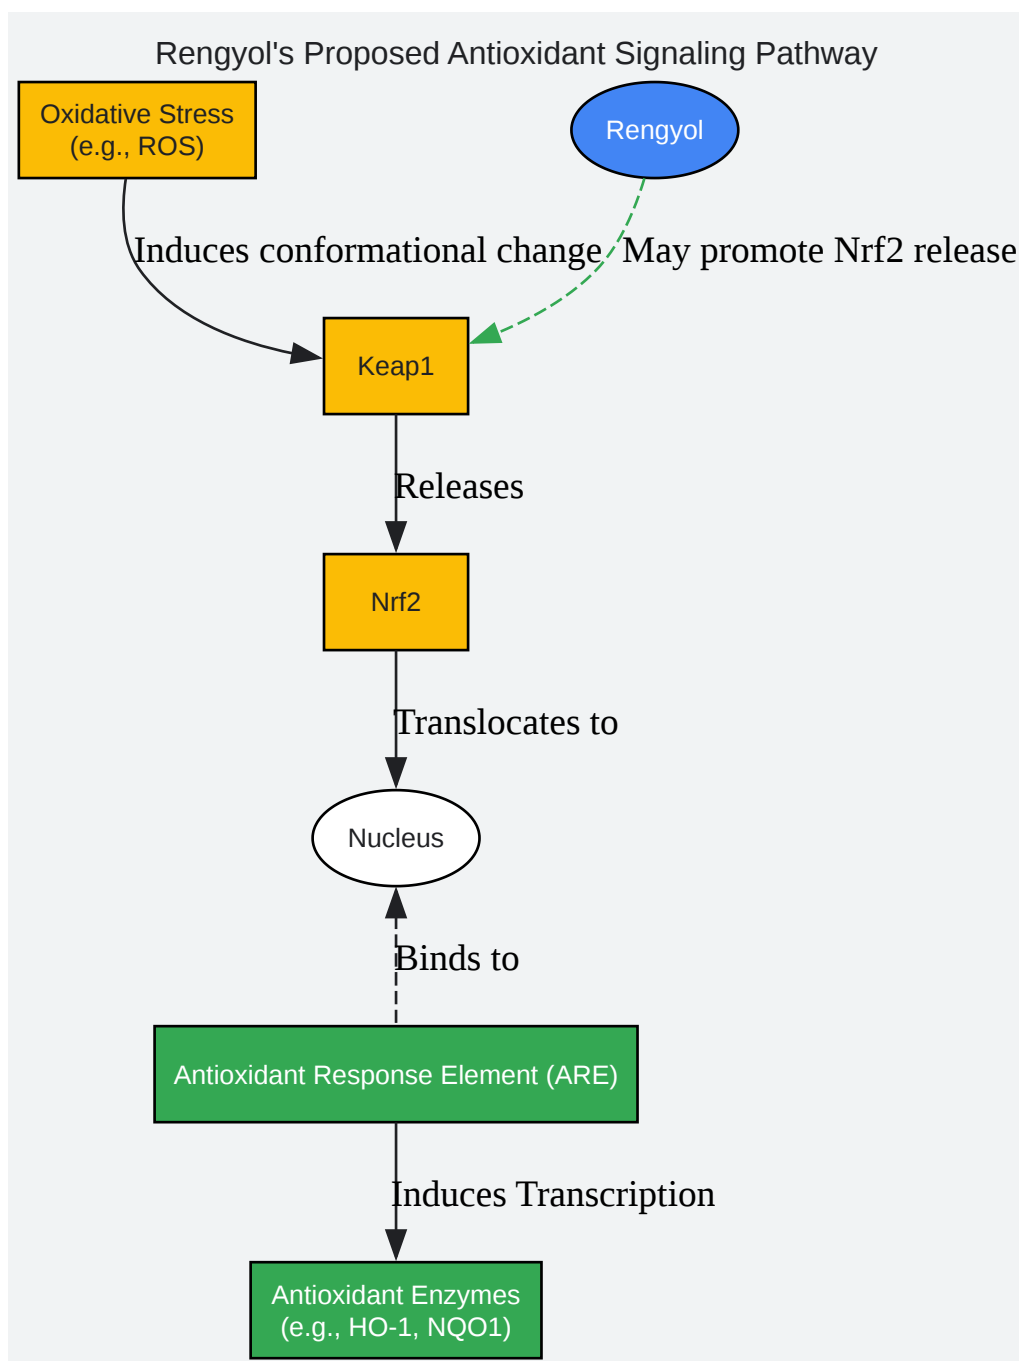 Rengyol's Proposed Antioxidant Signaling Pathway
Oxidative Stress
(e.g., ROS)
Rengyol
Induces conformational change
May promote Nrf2 release
Keap1
Releases
Nrf2
Translocates to
Nucleus
Binds to
Antioxidant Response Element (ARE)
Induces Transcription
Antioxidant Enzymes
(e.g., HO-1, NQO1)